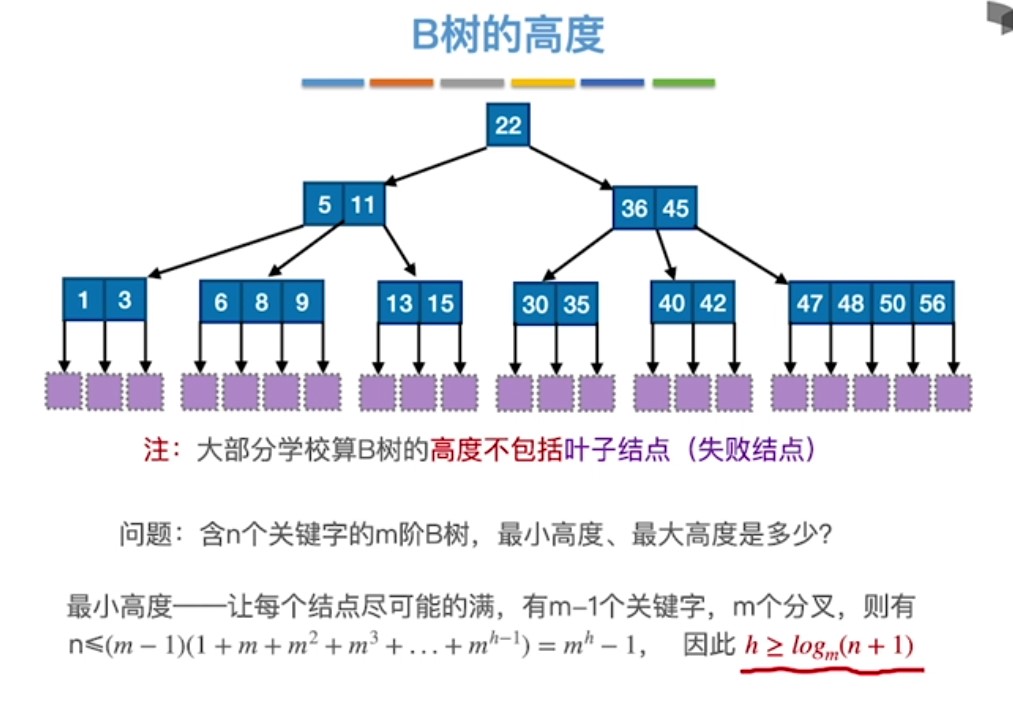 B树的高度
22
5 11 36 45
1 3 6 8 9 13 15 30 35 40 42 47 48 50 56
注：大部分学校算B树的高度不包括叶子结点（失败结点）
问题：含n个关键字的m阶B树，最小高度、最大高度是多少？
最小高度——让每个结点尽可能的满，有m-1个关键字，m个分叉，则有
n≤(m − 1)(1 + m + m² + m³ + … + mʰ⁻¹) = mʰ − 1， 因此 h ≥ logₘ(n + 1)